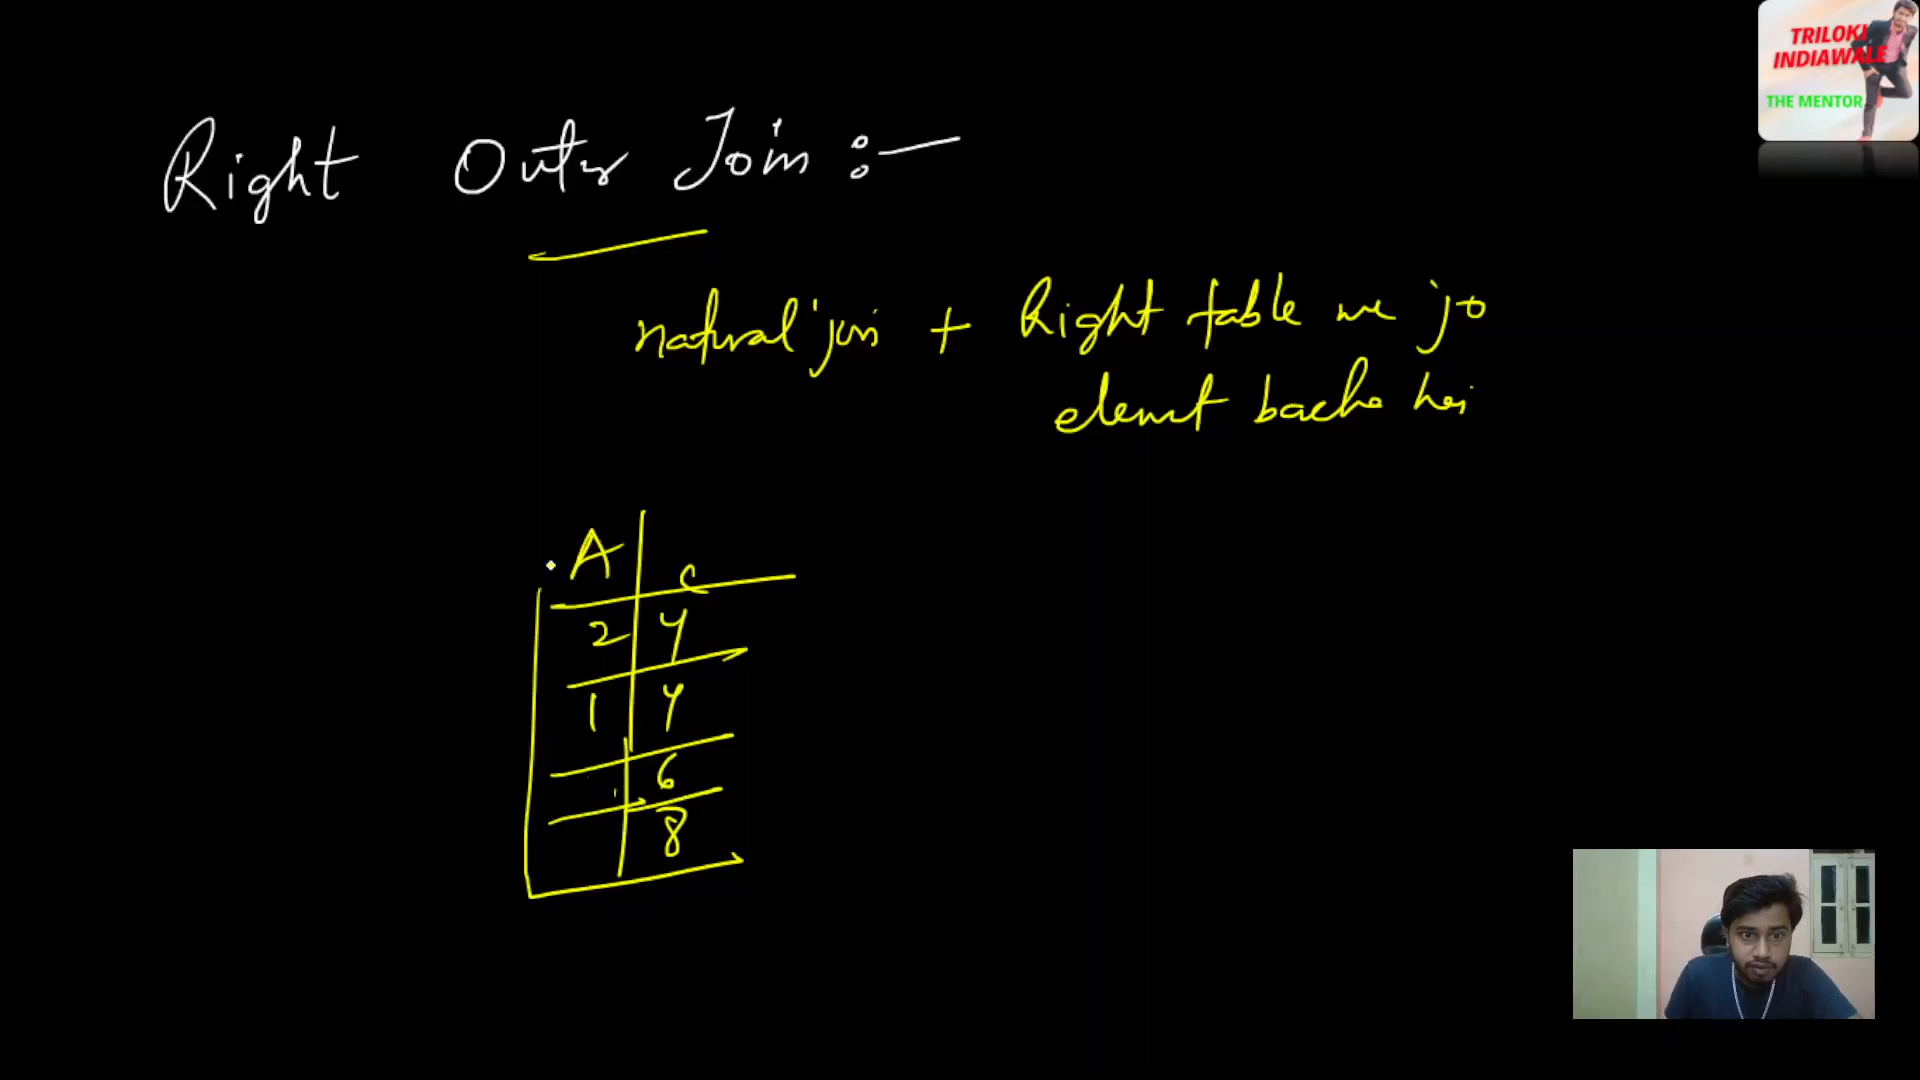 TRILOKI
INDIAWALE
THE MENTOR
Right Outer Join :-
natural join + Right table me jo
element bache hai
A C
2 4
1 4
6
8